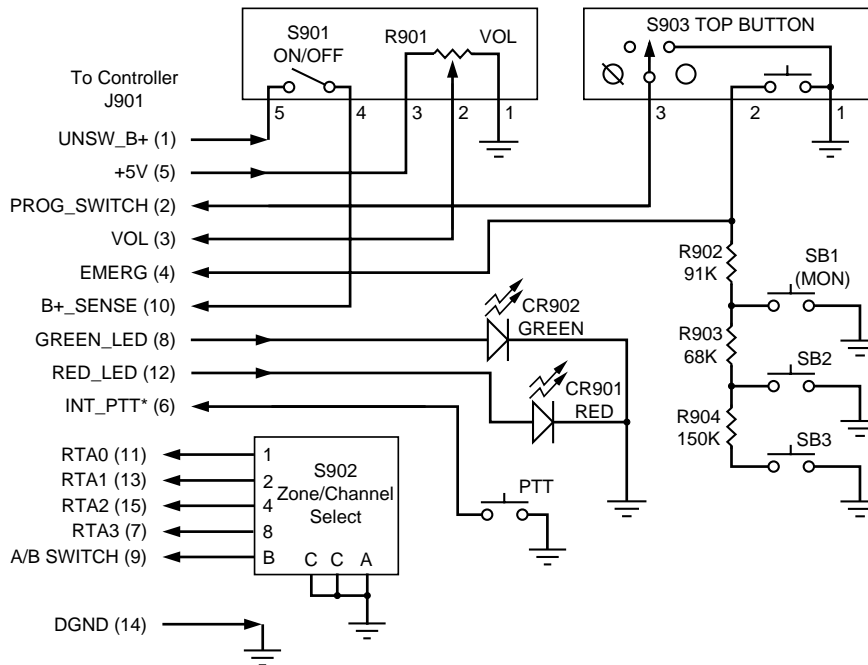 S901
ON/OFF
R901
VOL
S903 TOP BUTTON
To Controller
J901
5
4
3
2
1
3
2
1
UNSW_B+ (1)
+5V (5)
PROG_SWITCH (2)
VOL (3)
EMERG (4)
B+_SENSE (10)
GREEN_LED (8)
RED_LED (12)
INT_PTT* (6)
R902
91K
SB1
(MON)
CR902
GREEN
R903
68K
SB2
CR901
RED
R904
150K
SB3
RTA0 (11)
RTA1 (13)
RTA2 (15)
RTA3 (7)
A/B SWITCH (9)
1
2
4
8
B
S902
Zone/Channel
Select
C C A
PTT
DGND (14)